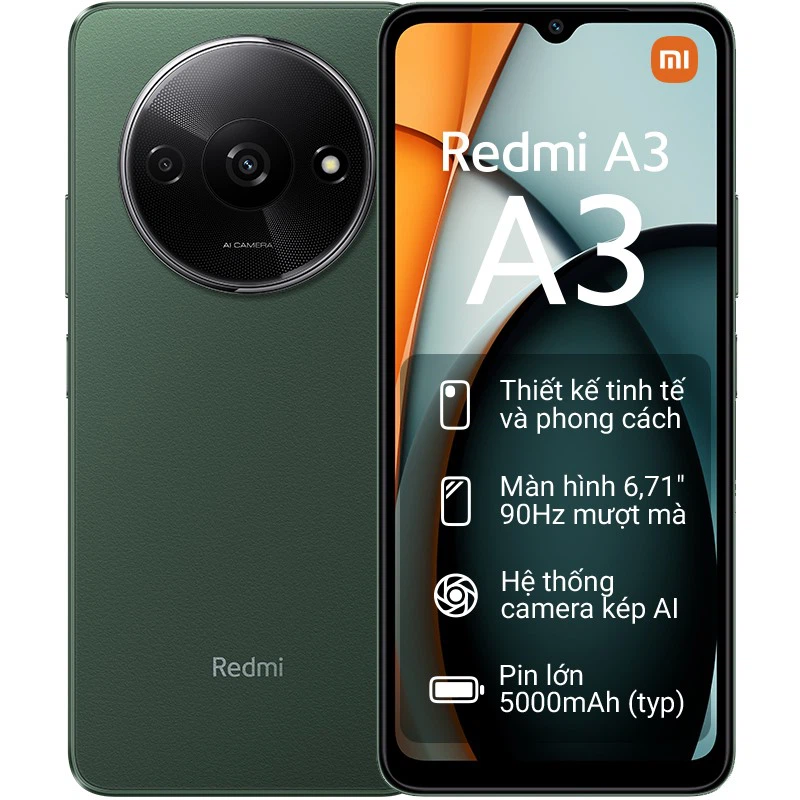 AI CAMERA
Redmi
mi
Redmi A3
A3
Thiết kế tinh tế
và phong cách
Màn hình 6,71"
90Hz mượt mà
Hệ thống
camera kép AI
Pin lớn
5000mAh (typ)